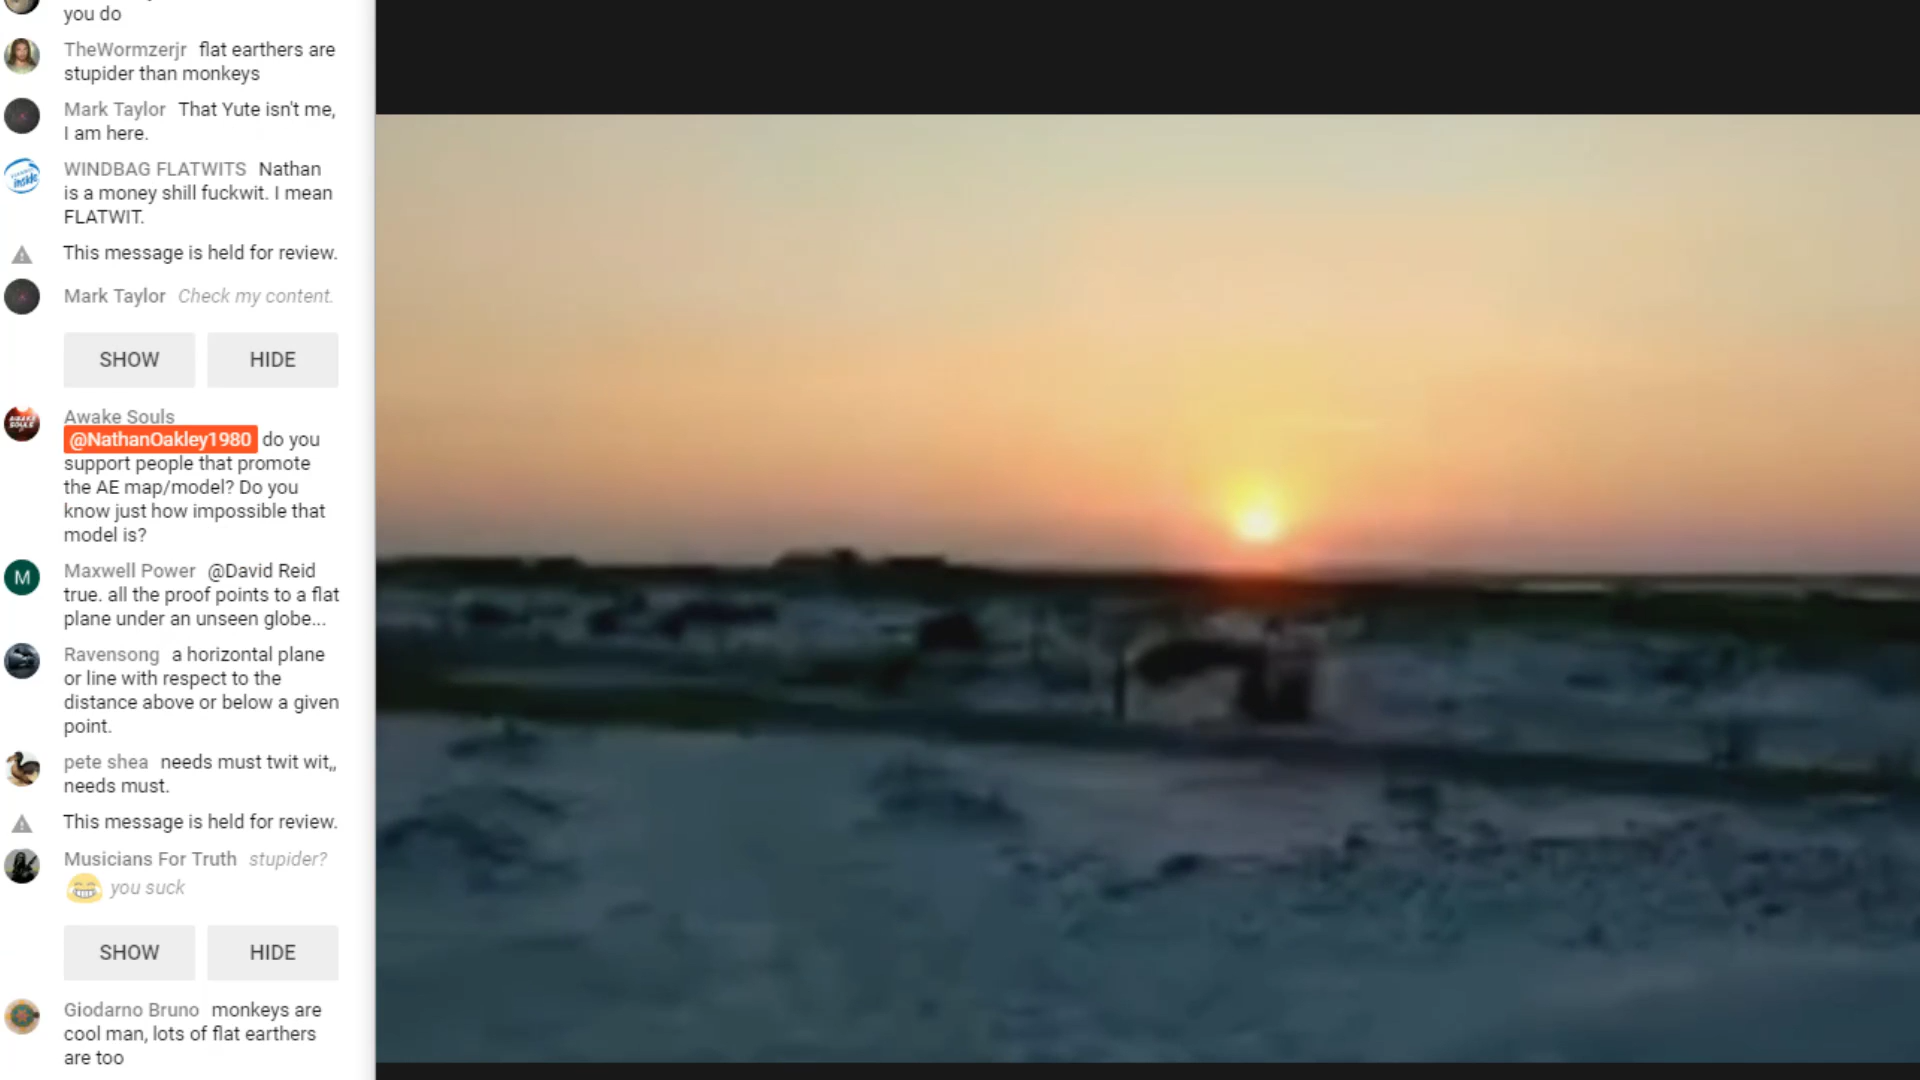 you do
TheWormzerjr flat earthers are
stupider than monkeys
Mark Taylor That Yute isn't me,
I am here.
WINDBAG FLATWITS Nathan
is a money shill fuckwit. I mean
FLATWIT.
This message is held for review.
Mark Taylor Check my content.
SHOW HIDE
Awake Souls
@NathanOakley1980 do you
support people that promote
the AE map/model? Do you
know just how impossible that
model is?
M Maxwell Power @David Reid
true. all the proof points to a flat
plane under an unseen globe...
Ravensong a horizontal plane
or line with respect to the
distance above or below a given
point.
pete shea needs must twit wit,,
needs must.
This message is held for review.
Musicians For Truth stupider?
you suck
SHOW HIDE
Giodarno Bruno monkeys are
cool man, lots of flat earthers
are too